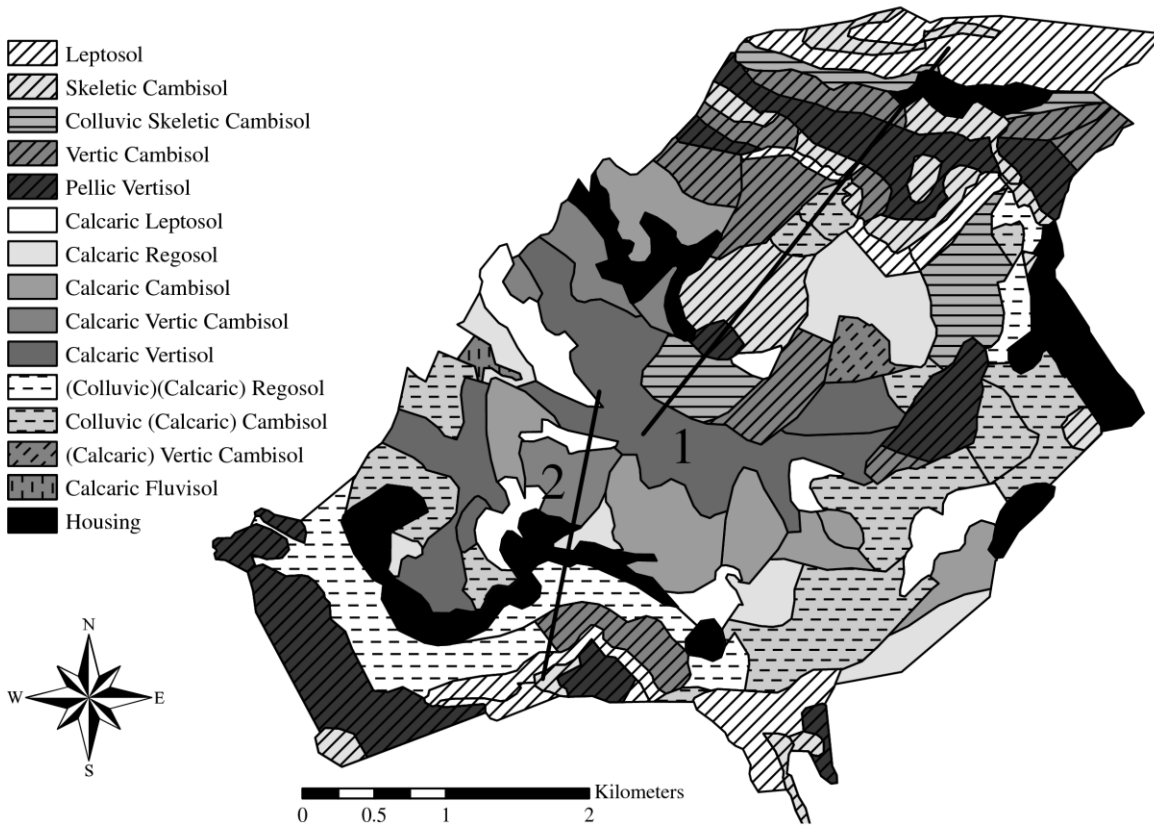 Leptosol
Skeletic Cambisol
Colluvic Skeletic Cambisol
Vertic Cambisol
Pellic Vertisol
Calcaric Leptosol
Calcaric Regosol
Calcaric Cambisol
Calcaric Vertic Cambisol
Calcaric Vertisol
(Colluvic)(Calcaric) Regosol
Colluvic (Calcaric) Cambisol
(Calcaric) Vertic Cambisol
Calcaric Fluvisol
Housing
1
2
N
W E
S
Kilometers
0 0.5 1 2